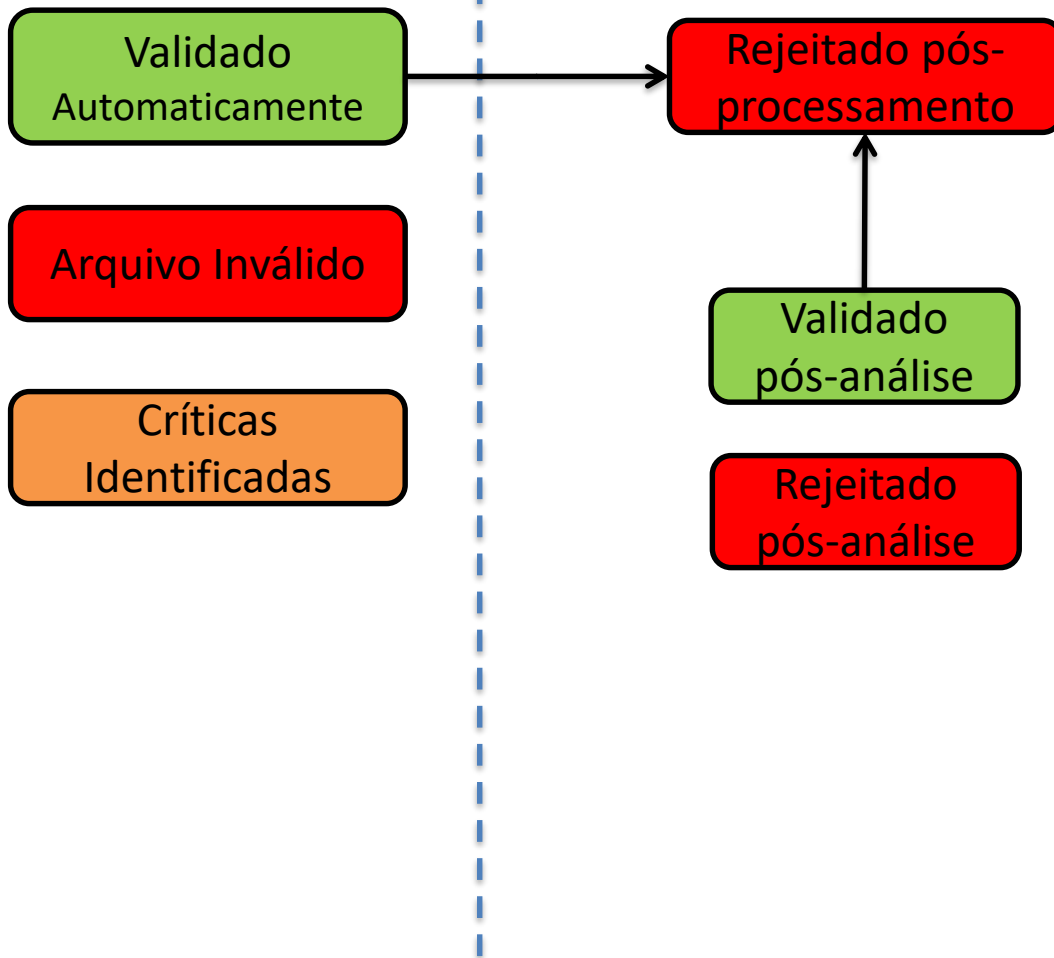 Validado
Automaticamente
Arquivo Inválido
Críticas
Identificadas
Rejeitado pós-
processamento
Validado
pós-análise
Rejeitado
pós-análise